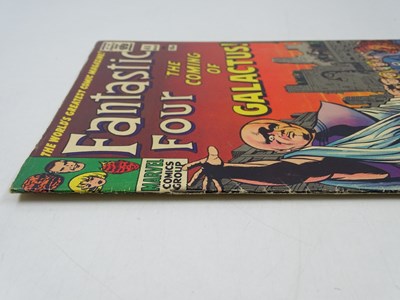 THE WORLD'S GREATEST COMIC MAGAZINE!
Fantastic
Four
THE
COMING
OF
GALACTUS!
MARVEL
COMICS
GROUP